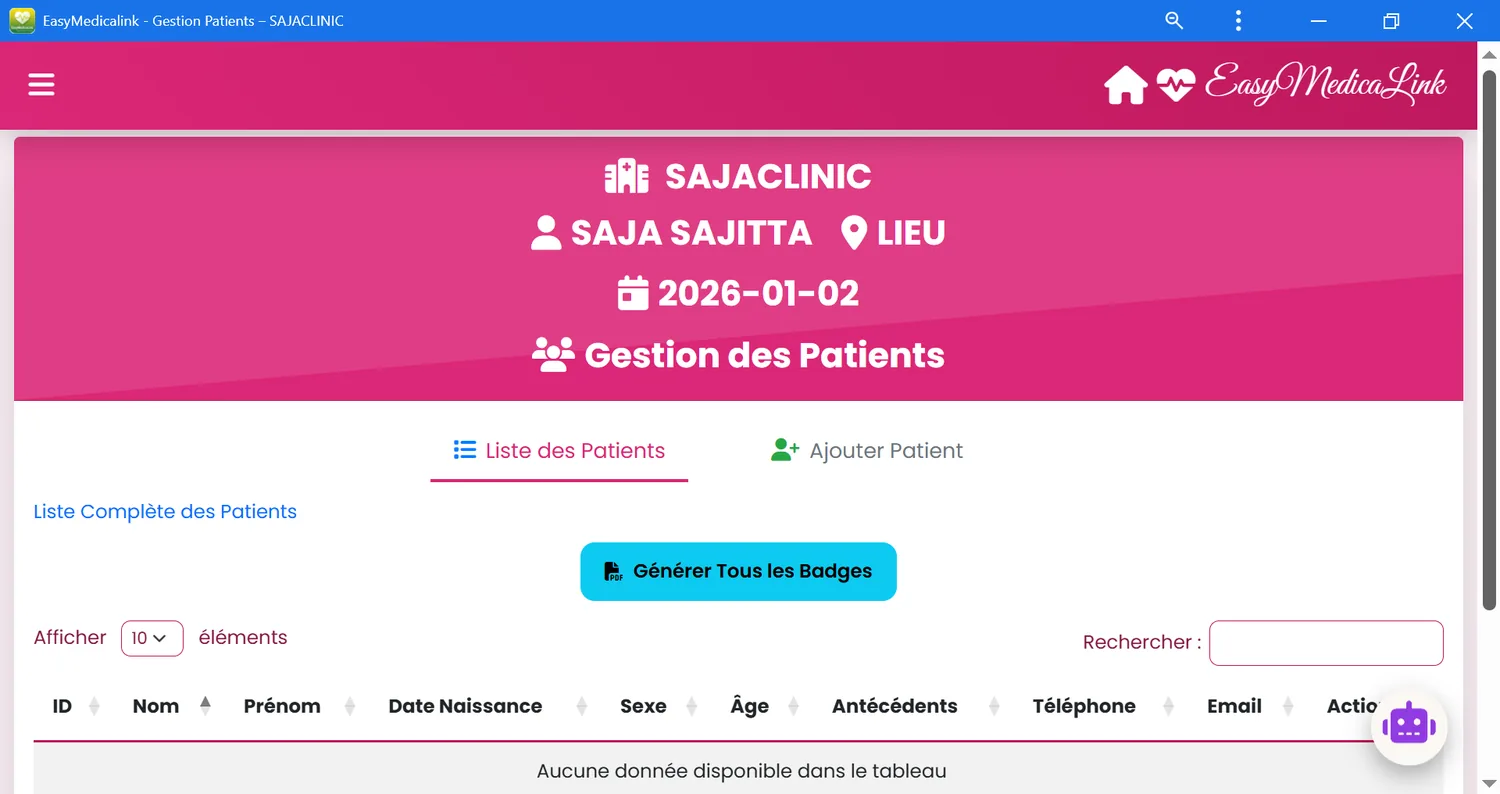 EasyMedicalink - Gestion Patients – SAJACLINIC
EasyMedicaLink
SAJACLINIC
SAJA SAJITTA LIEU
2026-01-02
Gestion des Patients
Liste des Patients Ajouter Patient
Liste Complète des Patients
PDF Générer Tous les Badges
Afficher 10 éléments Rechercher :
ID Nom Prénom Date Naissance Sexe Âge Antécédents Téléphone Email
Aucune donnée disponible dans le tableau